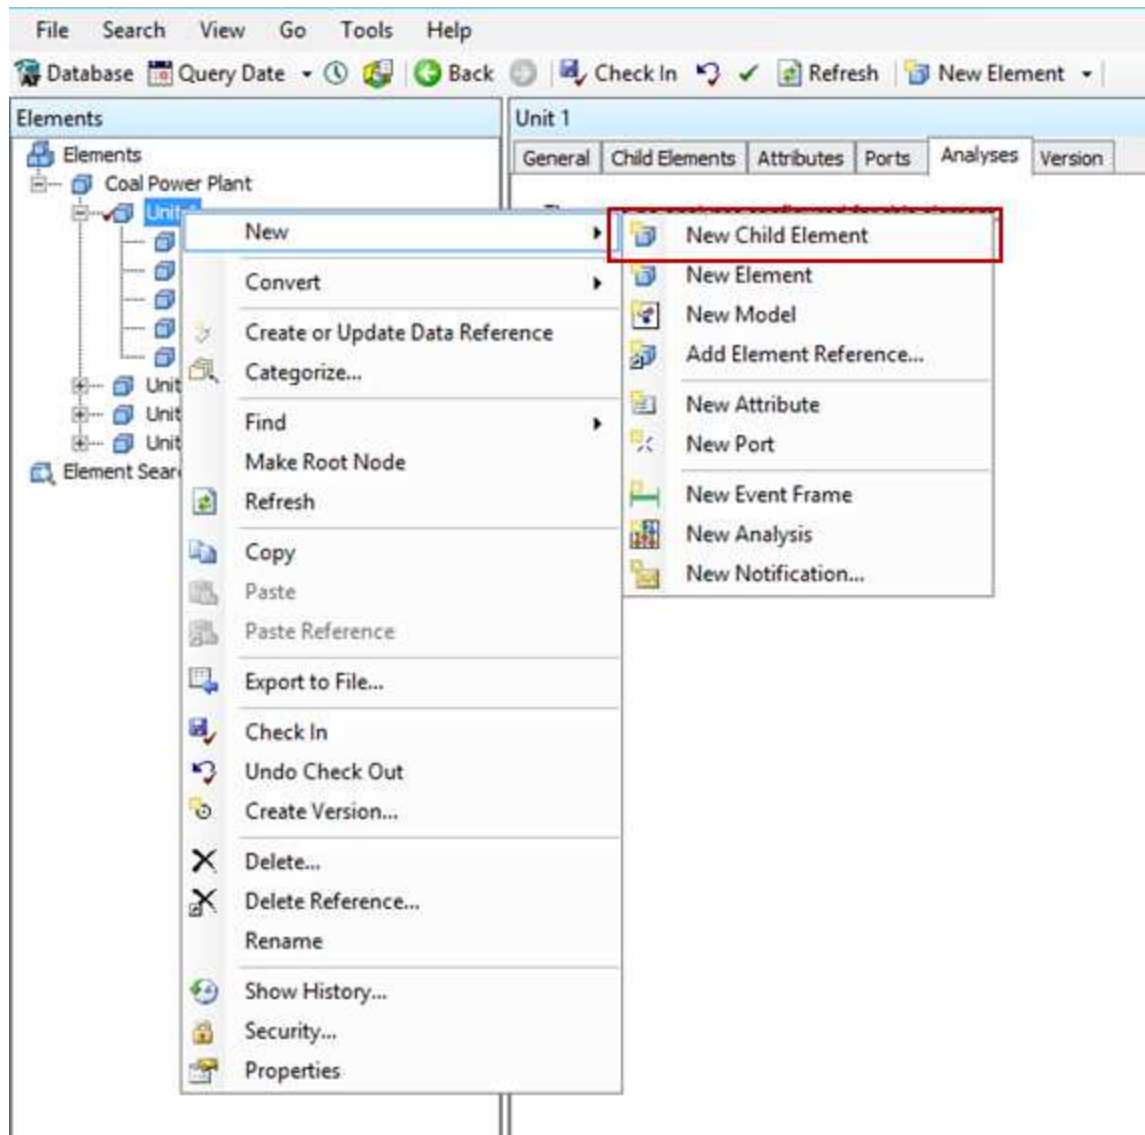 File Search View Go Tools Help
Database Query Date Back Check In Refresh New Element
Elements
Unit 1
General Child Elements Attributes Ports Analyses Version
Elements
Coal Power Plant
Unit
Unit
Unit
Unit
Element Sear
New
Convert
Create or Update Data Reference
Categorize...
Find
Make Root Node
Refresh
Copy
Paste
Paste Reference
Export to File...
Check In
Undo Check Out
Create Version...
Delete...
Delete Reference...
Rename
Show History...
Security...
Properties
New Child Element
New Element
New Model
Add Element Reference...
New Attribute
New Port
New Event Frame
New Analysis
New Notification...